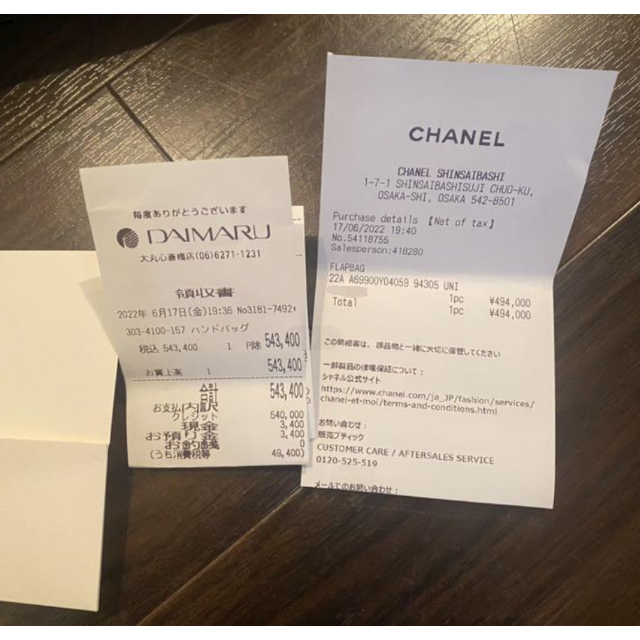 毎度ありがとうございます
DAIMARU
大丸心斎橋店(06)6271-1231
領収書
2022年 6月17日(金)19:36 No3181-7492*
303-4100-157 ハンドバッグ
税込 543,400 1 P除 543,400
お買上高 1 543,400
合計 543,400
お支払内訳
クレジット 540,000
現金 3,400
お預り金 3,400
お釣銭 0
(うち消費税等 49,400)
CHANEL
CHANEL SHINSAIBASHI
1-7-1 SHINSAIBASHISUJI CHUO-KU,
OSAKA-SHI, OSAKA 542-8501
Purchase details 【Net of tax】
17/06/2022 19:40
No.54118755
Salesperson:418280
FLAPBAG
22A A69900Y04059 94305 UNI
1pc ¥494,000
Total 1pc ¥494,000
この明細書は、御品物と一緒に大切に保管してください
一部製品の修理保証について：
シャネル公式サイト
https://www.chanel.com/ja_JP/fashion/services/
chanel-et-moi/terms-and-conditions.html
お問い合わせ：
販売ブティック
CUSTOMER CARE / AFTERSALES SERVICE
0120-525-519
メールでのお問い合わせ：